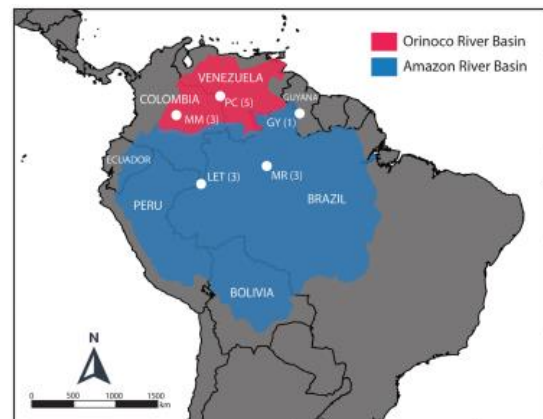 Orinoco River Basin
Amazon River Basin
VENEZUELA
COLOMBIA
PC (5)
GUYANA
MM (3)
GY (1)
ECUADOR
LET (3)
MR (3)
PERU
BRAZIL
BOLIVIA
N
0 500 1000 1500
km